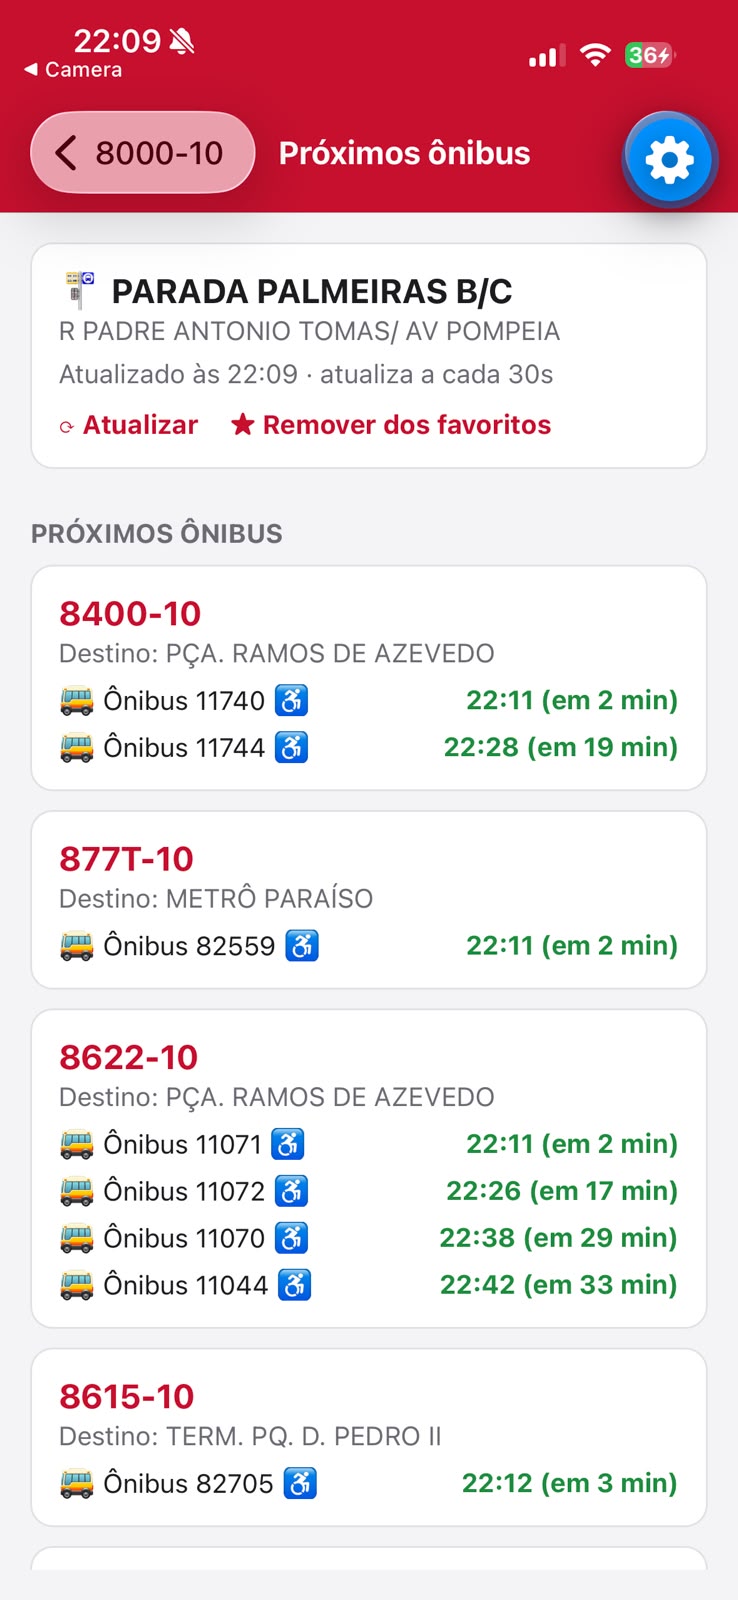 22:09
◀ Camera
36
8000-10
Próximos ônibus
PARADA PALMEIRAS B/C
R PADRE ANTONIO TOMAS/ AV POMPEIA
Atualizado às 22:09 · atualiza a cada 30s
⟳ Atualizar ★ Remover dos favoritos
PRÓXIMOS ÔNIBUS
8400-10
Destino: PÇA. RAMOS DE AZEVEDO
Ônibus 11740 22:11 (em 2 min)
Ônibus 11744 22:28 (em 19 min)
877T-10
Destino: METRÔ PARAÍSO
Ônibus 82559 22:11 (em 2 min)
8622-10
Destino: PÇA. RAMOS DE AZEVEDO
Ônibus 11071 22:11 (em 2 min)
Ônibus 11072 22:26 (em 17 min)
Ônibus 11070 22:38 (em 29 min)
Ônibus 11044 22:42 (em 33 min)
8615-10
Destino: TERM. PQ. D. PEDRO II
Ônibus 82705 22:12 (em 3 min)